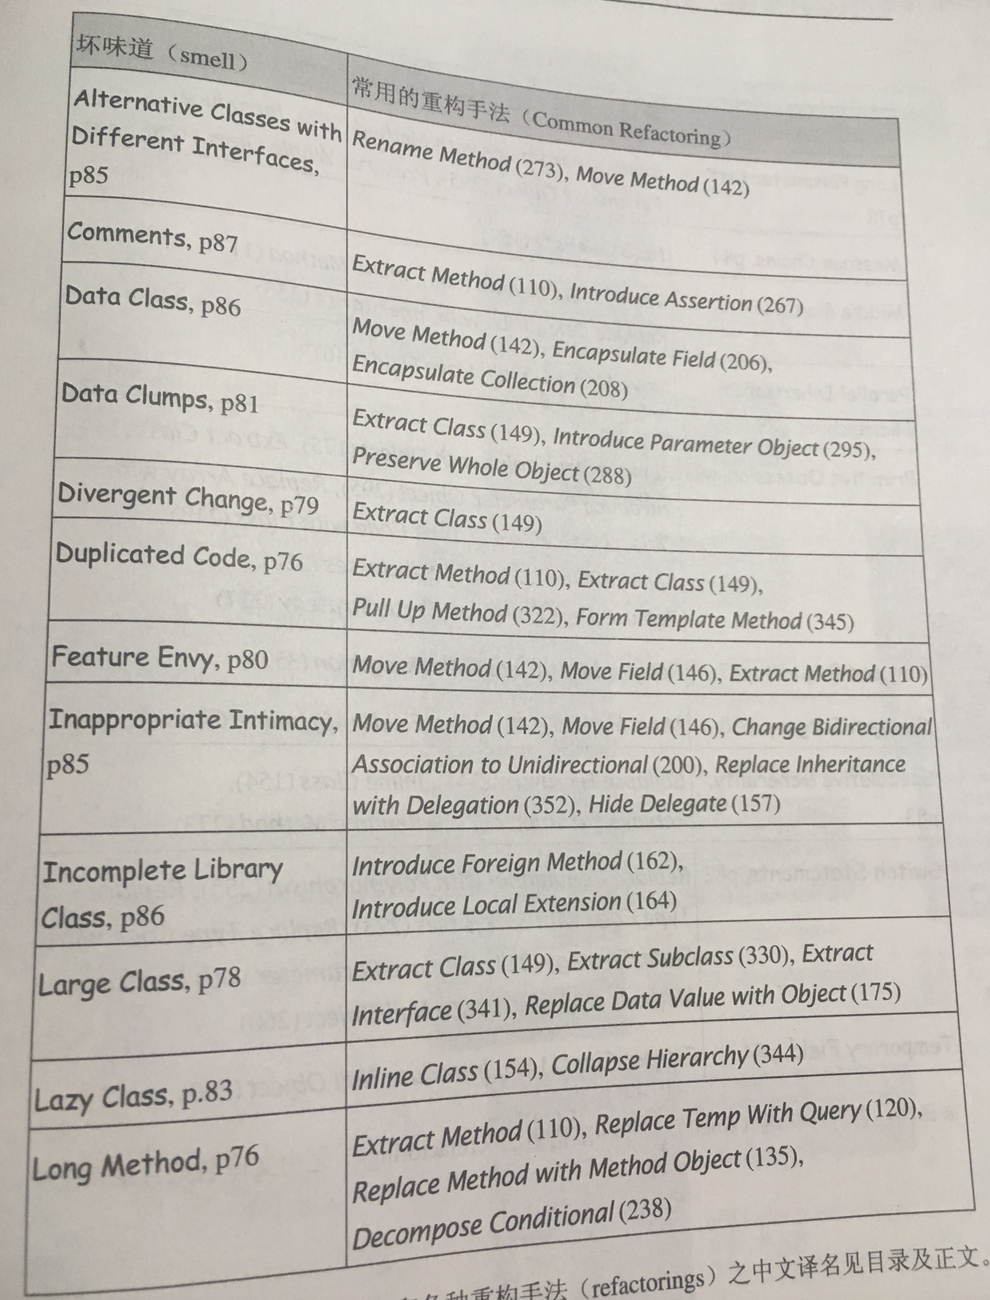 坏味道（smell）
常用的重构手法（Common Refactoring）
Alternative Classes with
Different Interfaces,
p85
Rename Method (273), Move Method (142)
Comments, p87
Extract Method (110), Introduce Assertion (267)
Data Class, p86
Move Method (142), Encapsulate Field (206),
Encapsulate Collection (208)
Data Clumps, p81
Extract Class (149), Introduce Parameter Object (295),
Preserve Whole Object (288)
Divergent Change, p79
Extract Class (149)
Duplicated Code, p76
Extract Method (110), Extract Class (149),
Pull Up Method (322), Form Template Method (345)
Feature Envy, p80
Move Method (142), Move Field (146), Extract Method (110)
Inappropriate Intimacy,
p85
Move Method (142), Move Field (146), Change Bidirectional
Association to Unidirectional (200), Replace Inheritance
with Delegation (352), Hide Delegate (157)
Incomplete Library
Class, p86
Introduce Foreign Method (162),
Introduce Local Extension (164)
Large Class, p78
Extract Class (149), Extract Subclass (330), Extract
Interface (341), Replace Data Value with Object (175)
Lazy Class, p.83
Inline Class (154), Collapse Hierarchy (344)
Long Method, p76
Extract Method (110), Replace Temp With Query (120),
Replace Method with Method Object (135),
Decompose Conditional (238)
各种重构手法（refactorings）之中文译名见目录及正文。